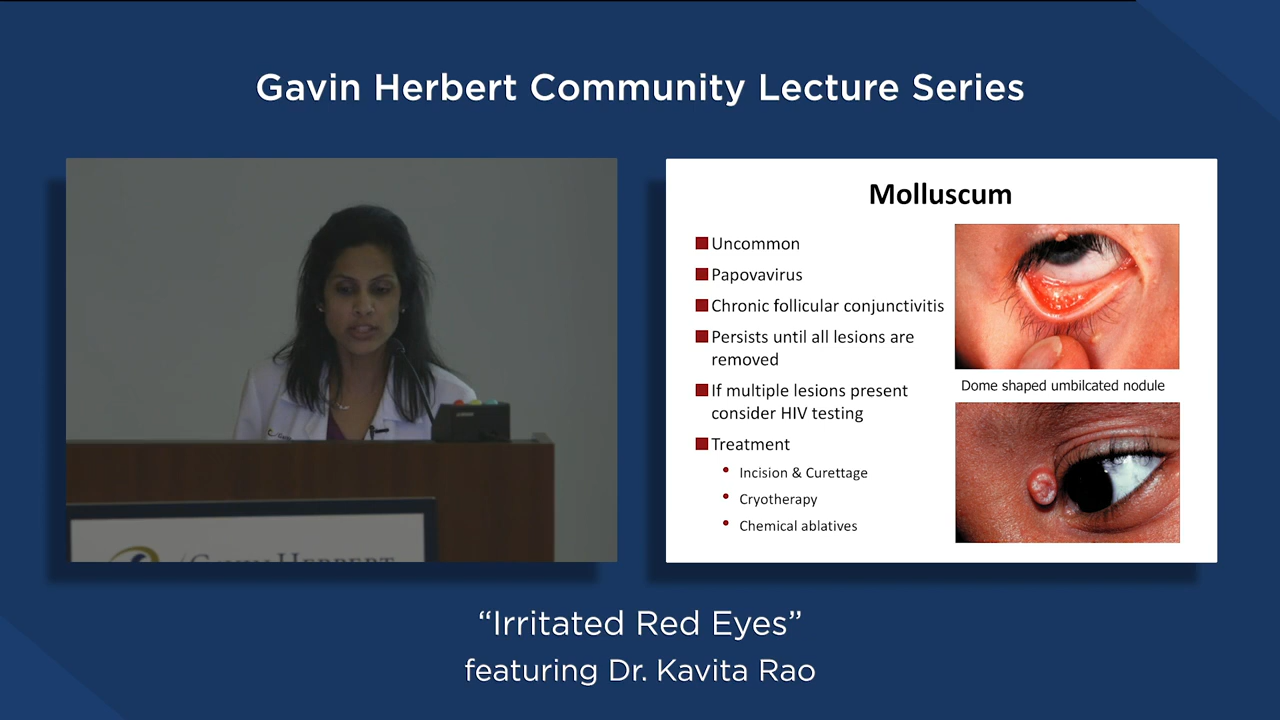 Gavin Herbert Community Lecture Series
Molluscum
Uncommon
Papovavirus
Chronic follicular conjunctivitis
Persists until all lesions are
removed
If multiple lesions present
consider HIV testing
Treatment
Incision & Curettage
Cryotherapy
Chemical ablatives
Dome shaped umbilcated nodule
“Irritated Red Eyes”
featuring Dr. Kavita Rao